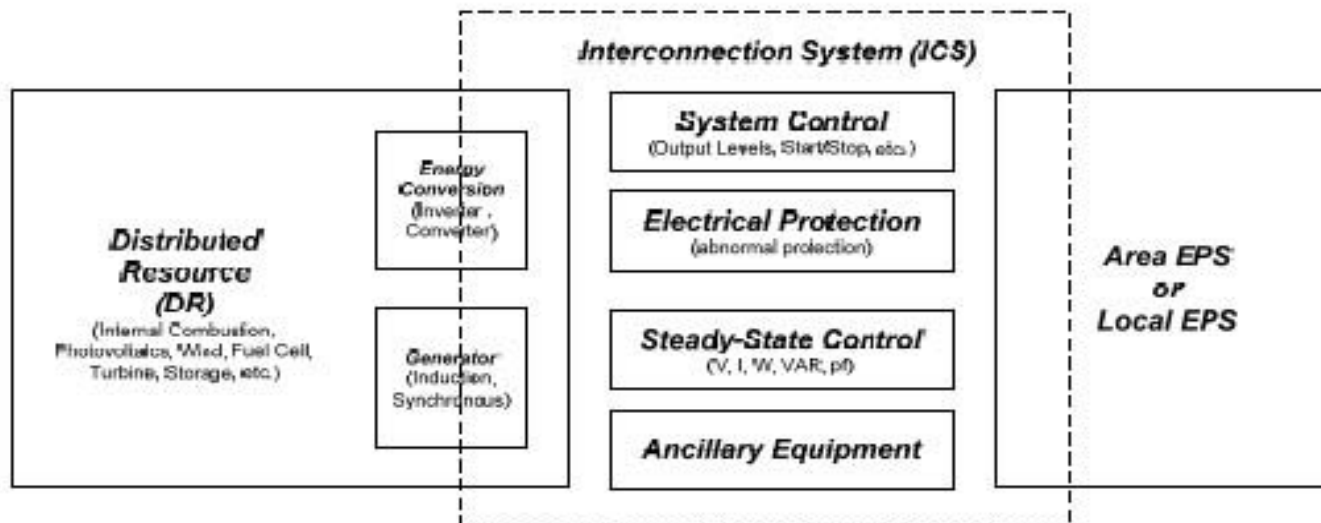 Interconnection System (ICS)
System Control
(Output Levels, Start/Stop, etc.)
Energy
Conversion
(Inverter,
Converter)
Electrical Protection
(abnormal protection)
Distributed
Resource
(DR)
(Internal Combustion,
Photovoltaics, Wind, Fuel Cell,
Turbine, Storage, etc.)
Generator
(Induction,
Synchronous)
Steady-State Control
(V, I, W, VAR, pf)
Ancillary Equipment
Area EPS
or
Local EPS